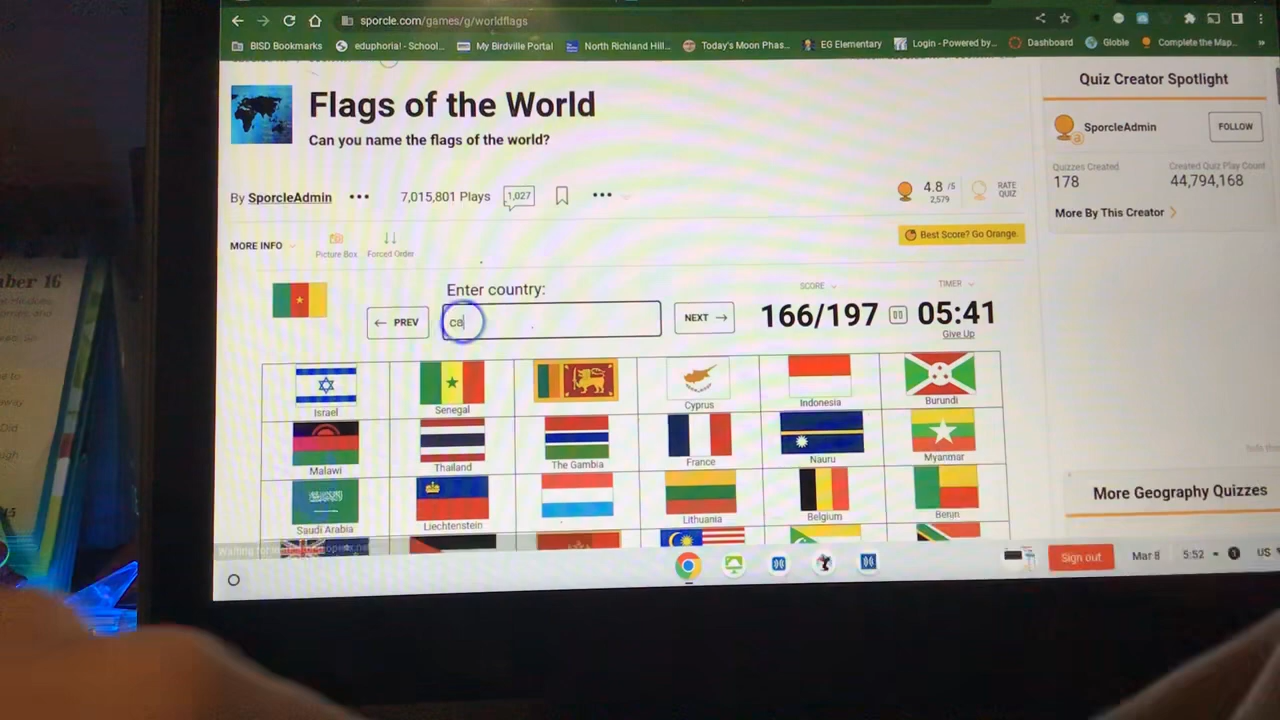 sporcle.com/games/g/worldflags
BISD Bookmarks
eduphoria! - School...
My Birdville Portal
North Richland Hill...
Today's Moon Phas...
EG Elementary
Login - Powered by...
Dashboard
Globle
Complete the Map...
Flags of the World
Can you name the flags of the world?
By SporcleAdmin
7,015,801 Plays
1,027
4.8 /5
2,579
RATE QUIZ
MORE INFO
Picture Box
Forced Order
Best Score? Go Orange.
Enter country:
ca
← PREV
NEXT →
SCORE
166/197
TIMER
05:41
Give Up
Israel
Senegal
Cyprus
Indonesia
Burundi
Malawi
Thailand
The Gambia
France
Nauru
Myanmar
Saudi Arabia
Liechtenstein
Lithuania
Belgium
Benin
Quiz Creator Spotlight
SporcleAdmin
FOLLOW
Quizzes Created
178
Created Quiz Play Count
44,794,168
More By This Creator
More Geography Quizzes
Sign out
Mar 8
5:52
US
ber 16